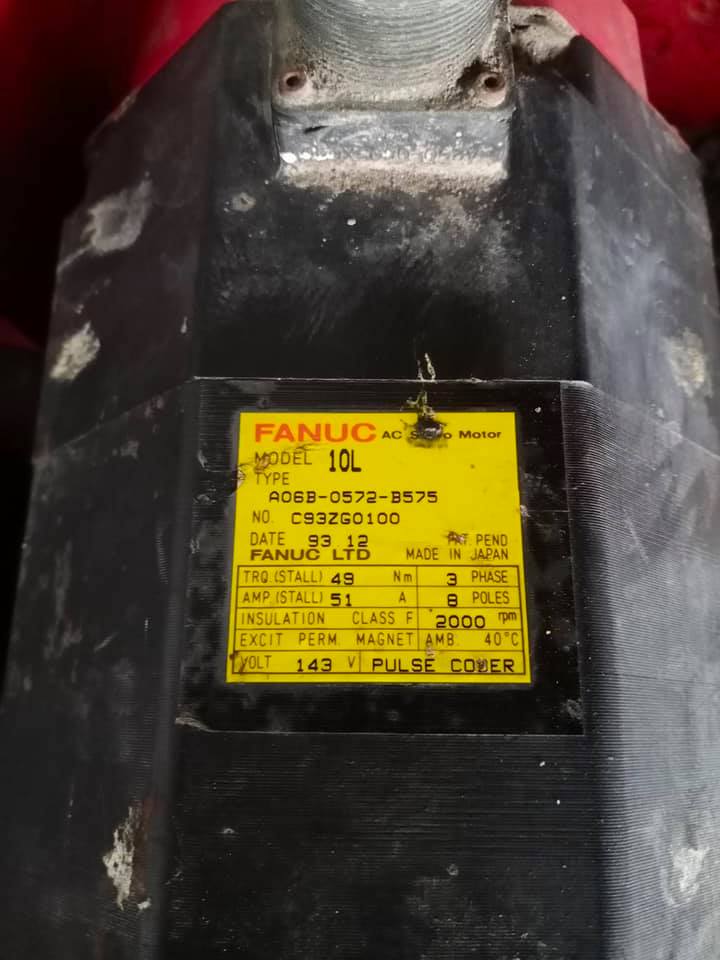 FANUC AC Servo Motor
MODEL 10L
TYPE
A06B-0572-B575
NO. C93ZG0100
DATE 93.12 PAT. PEND
FANUC LTD MADE IN JAPAN
TRQ.(STALL) 49 Nm 3 PHASE
AMP.(STALL) 51 A 8 POLES
INSULATION CLASS F 2000 rpm
EXCIT PERM. MAGNET AMB. 40°C
VOLT 143 V PULSE CODER